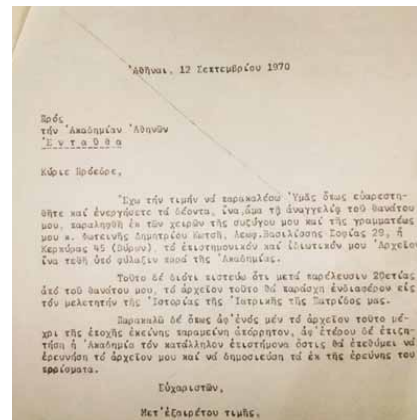 Ἀθῆναι, 12 Σεπτεμβρίου 1970
Πρός
τήν Ἀκαδημίαν Ἀθηνῶν
Ἐνταῦθα
Κύριε Πρόεδρε,
Ἔχω τήν τιμήν νά παρακαλέσω Ὑμᾶς ὅπως εὐαρεστη-
θῆτε καί ἐνεργήσετε τά δέοντα, ἵνα, ἅμα τῇ ἀναγγελίᾳ τοῦ θανάτου
μου, παραληφθῇ ἐκ τῶν χειρῶν τῆς συζύγου μου καί τῆς γραμματέως
μου κ. Φωτεινῆς Δημητρίου Κωτσῆ, Λεωφ. Βασιλίσσης Σοφίας 29, ἤ
Κερκύρας 45 (Βύρων), τό ἐπιστημονικόν καί ἰδιωτικόν μου Ἀρχεῖον
ἵνα τεθῇ ὑπό φύλαξιν παρά τῆς Ἀκαδημίας.
Τοῦτο δέ διότι πιστεύω ὅτι μετά παρέλευσιν 20ετίας
ἀπό τοῦ θανάτου μου, τό ἀρχεῖον τοῦτο θά παράσχῃ ἐνδιαφέρον εἰς
τόν μελετητήν τῆς Ἱστορίας τῆς Ἰατρικῆς τῆς Πατρίδος μας.
Παρακαλῶ δέ ὅπως ἀφ'ἑνός μέν τό ἀρχεῖον τοῦτο μέ-
χρι τῆς ἐποχῆς ἐκείνης παραμείνῃ ἀπόρρητον, ἀφ'ἑτέρου δέ ἐπιζη-
τήσῃ ἡ Ἀκαδημία τόν κατάλληλον ἐπιστήμονα ὅστις θά ἐπεθύμει νά
ἐρευνήσῃ τό ἀρχεῖον μου καί νά δημοσιεύσῃ τά ἐκ τῆς ἐρεύνης του
πορίσματα.
Εὐχαριστῶν,
Μετ'ἐξαιρέτου τιμῆς,